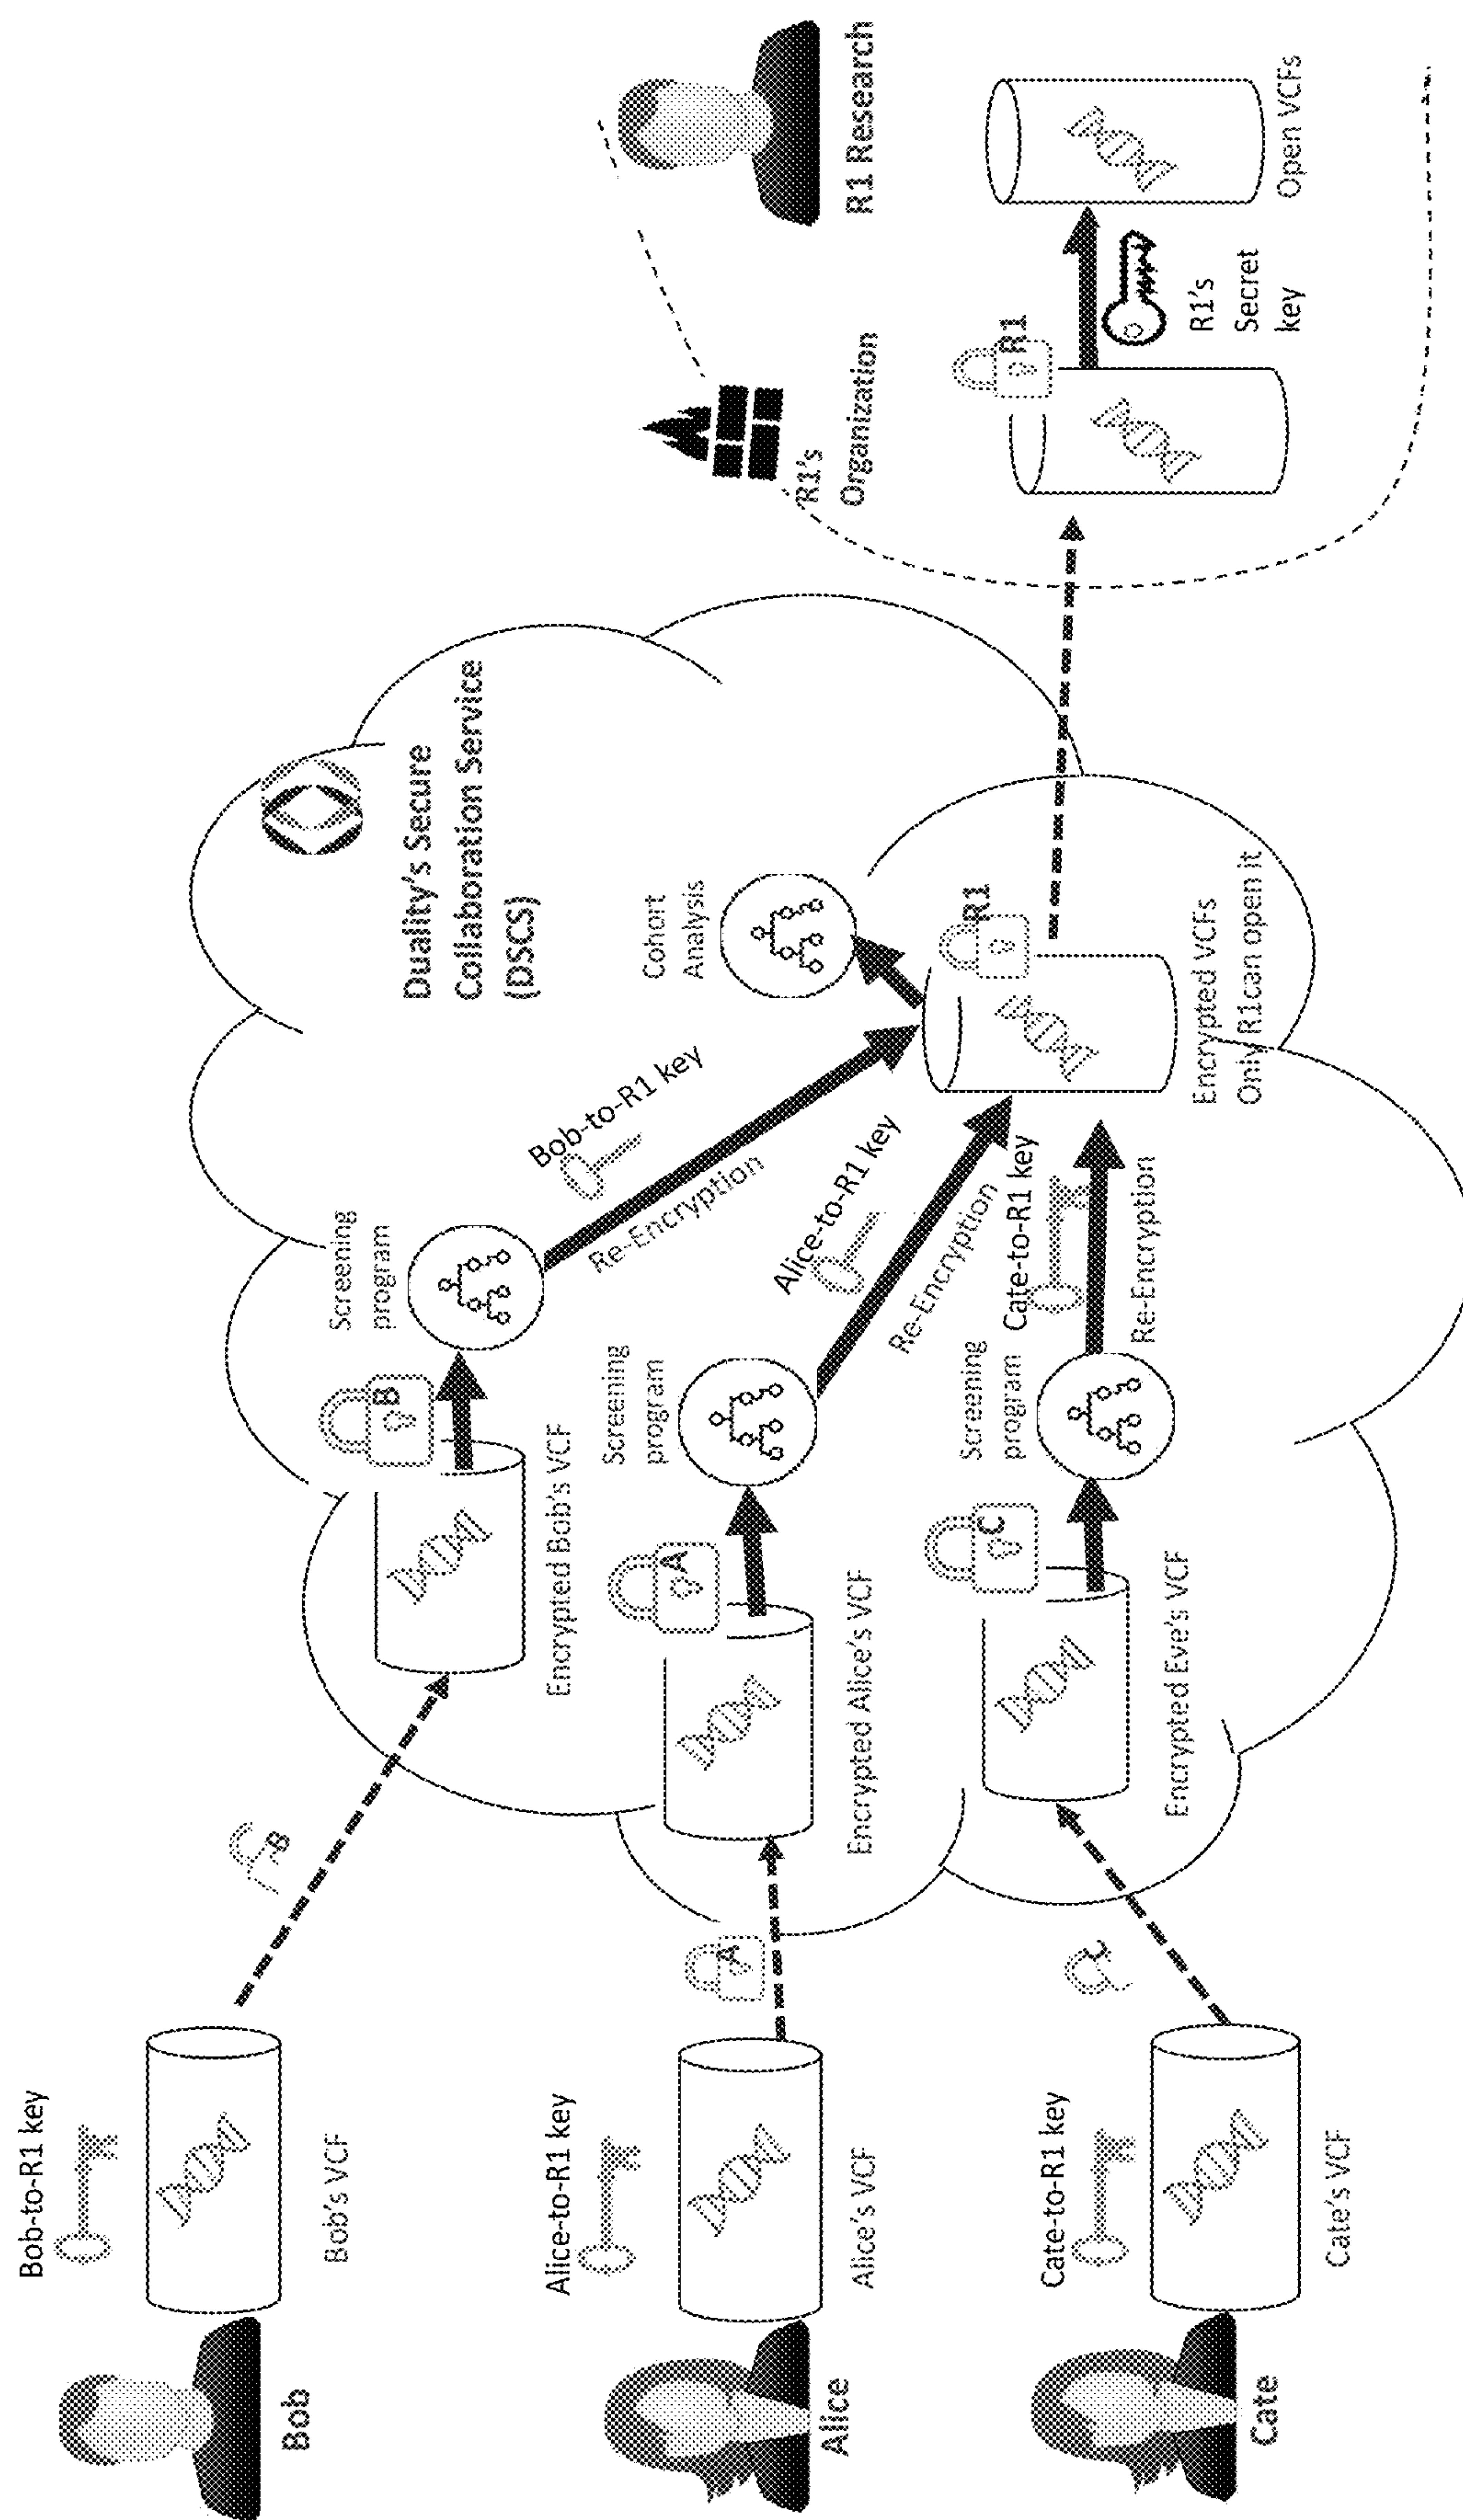 Bob-to-R1 key
Bob's VCF
Bob
Alice-to-R1 key
Alice's VCF
Alice
Cate-to-R1 key
Cate's VCF
Cate
B
A
Encrypted Bob's VCF
B
Screening
program
Encrypted Alice's VCF
A
Screening
program
Encrypted Eve's VCF
C
Screening
program
Bob-to-R1 key
Re-Encryption
Alice-to-R1 key
Re-Encryption
Cate-to-R1 key
Re-Encryption
Duality's Secure
Collaboration Service
(DSCS)
Cohort
Analysis
R1
Encrypted VCFs
Only R1can open it
R1's
Organization
R1 Research
R1
R1's
Secret
key
Open VCFs